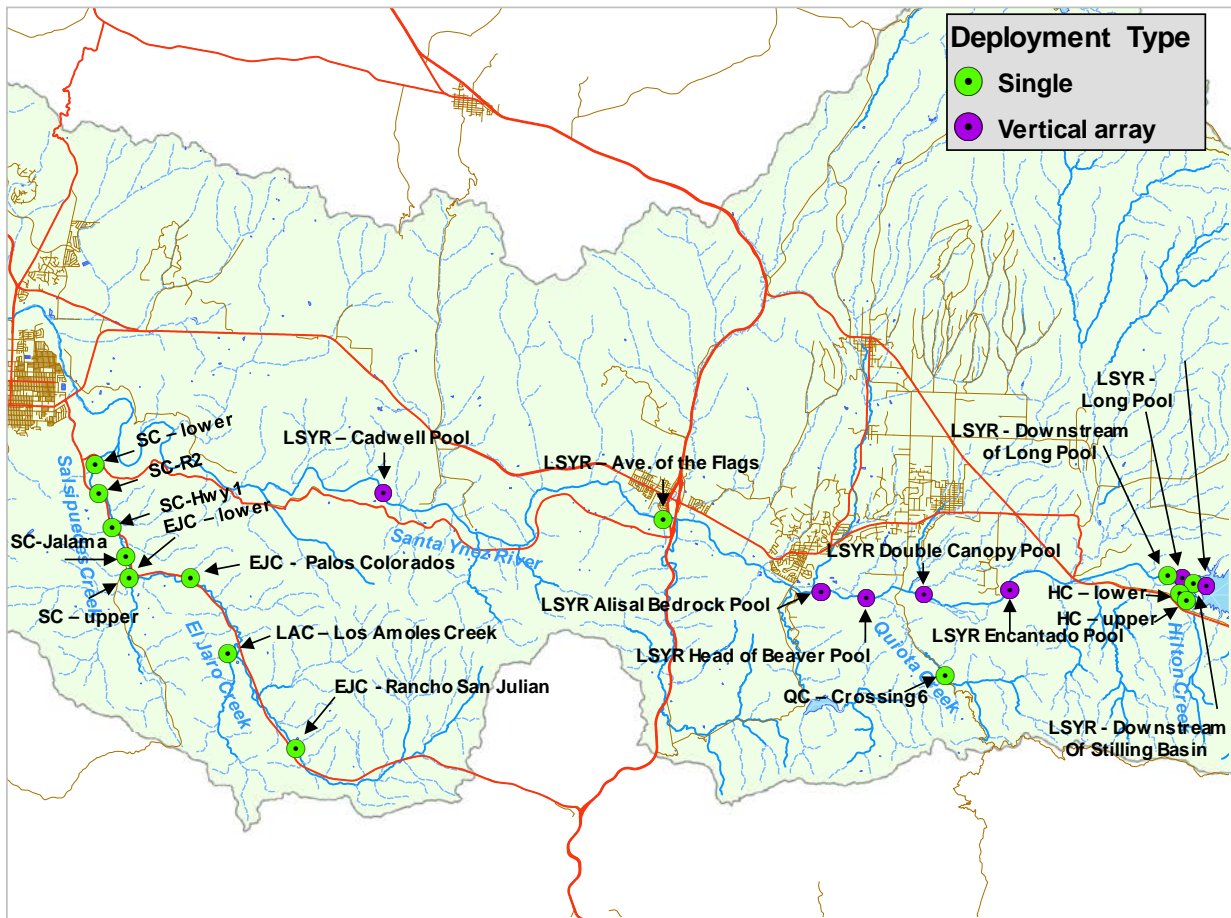 Deployment Type
Single
Vertical array
LSYR -
Long Pool
LSYR - Downstream
of Long Pool
SC – lower
SC-R2
LSYR – Cadwell Pool
LSYR – Ave. of the Flags
SC-Hwy 1
EJC – lower
Salsipuedes Creek
SC-Jalama
Santa Ynez River
EJC - Palos Colorados
LSYR Double Canopy Pool
SC – upper
LSYR Alisal Bedrock Pool
HC – lower
HC – upper
El Jaro Creek
LAC – Los Amoles Creek
LSYR Head of Beaver Pool
Quiota Creek
LSYR Encantado Pool
Hilton Creek
EJC - Rancho San Julian
QC – Crossing 6
LSYR - Downstream
Of Stilling Basin